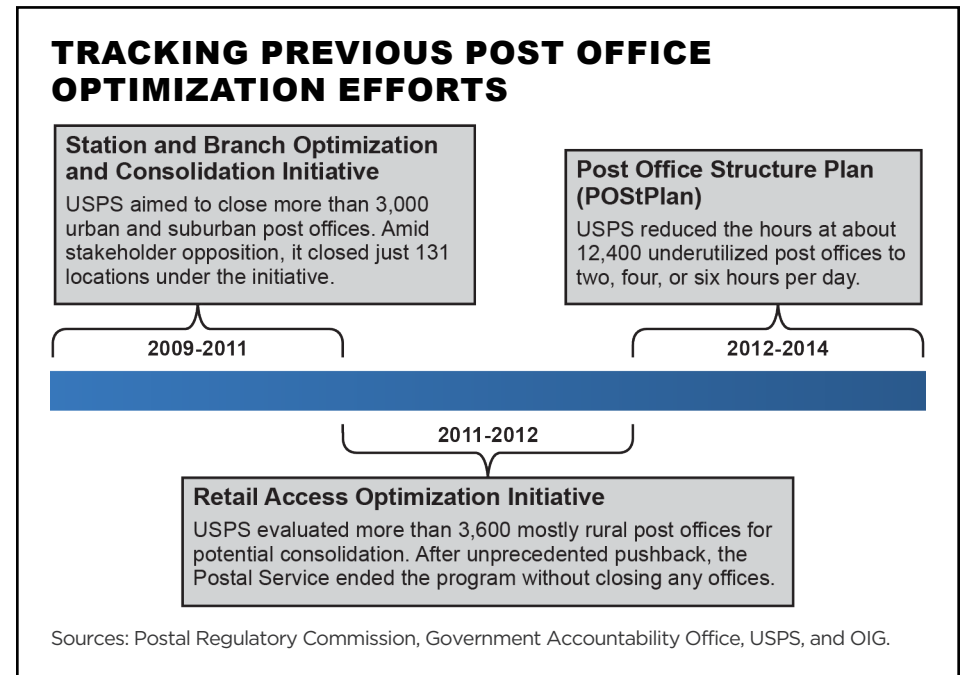 TRACKING PREVIOUS POST OFFICE
OPTIMIZATION EFFORTS
Station and Branch Optimization
and Consolidation Initiative
USPS aimed to close more than 3,000
urban and suburban post offices. Amid
stakeholder opposition, it closed just 131
locations under the initiative.
Post Office Structure Plan
(POStPlan)
USPS reduced the hours at about
12,400 underutilized post offices to
two, four, or six hours per day.
2009-2011
2012-2014
2011-2012
Retail Access Optimization Initiative
USPS evaluated more than 3,600 mostly rural post offices for
potential consolidation. After unprecedented pushback, the
Postal Service ended the program without closing any offices.
Sources: Postal Regulatory Commission, Government Accountability Office, USPS, and OIG.